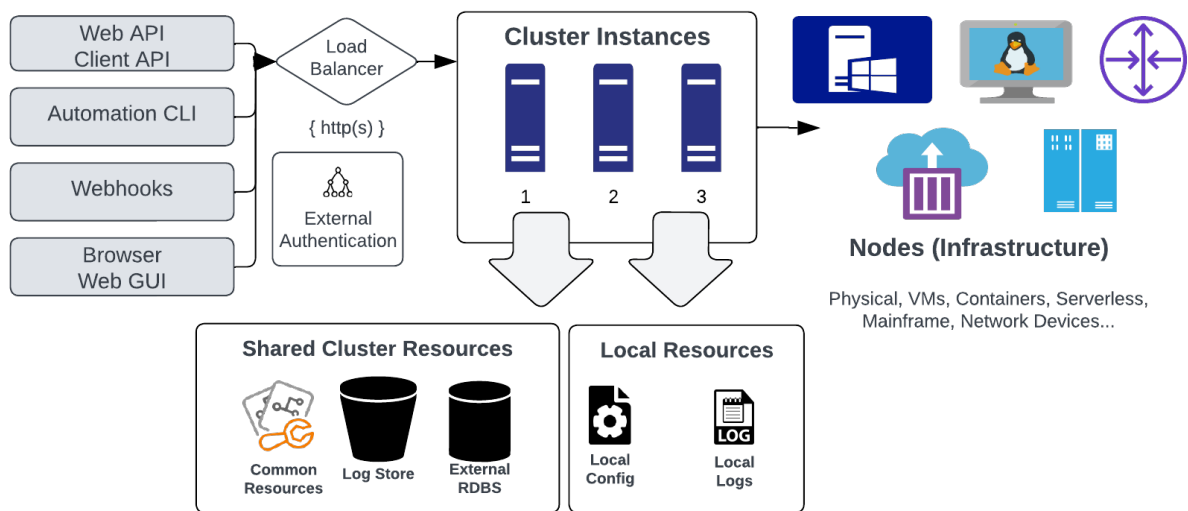 Web API
Client API
Automation CLI
Webhooks
Browser
Web GUI
Load
Balancer
{ http(s) }
External
Authentication
Cluster Instances
1
2
3
Nodes (Infrastructure)
Physical, VMs, Containers, Serverless,
Mainframe, Network Devices...
Shared Cluster Resources
Common
Resources
Log Store
External
RDBS
Local Resources
Local
Config
LOG
Local
Logs